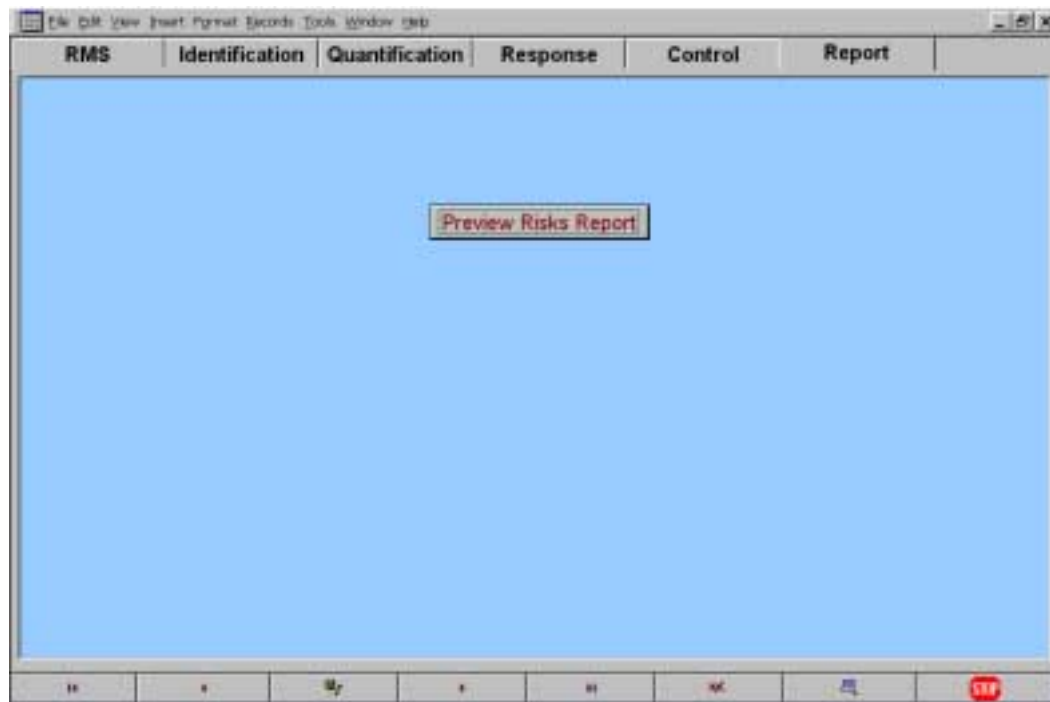 File Edit View Insert Format Records Tools Window Help
RMS Identification Quantification Response Control Report
Preview Risks Report
STOP